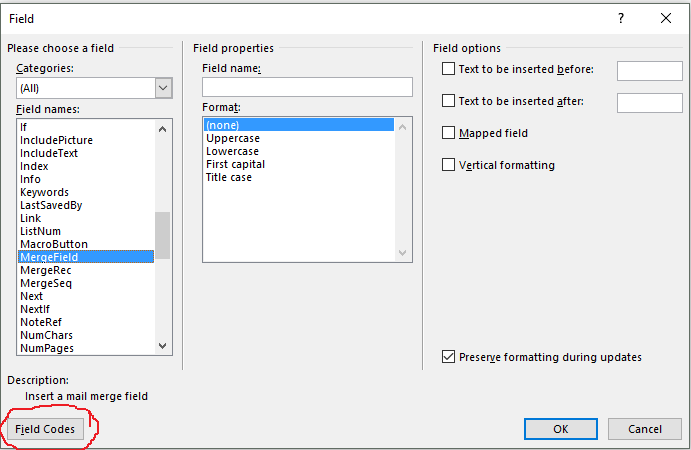 Field
?
Please choose a field
Categories:
(All)
Field names:
If
IncludePicture
IncludeText
Index
Info
Keywords
LastSavedBy
Link
ListNum
MacroButton
MergeField
MergeRec
MergeSeq
Next
NextIf
NoteRef
NumChars
NumPages
Field properties
Field name:
Format:
(none)
Uppercase
Lowercase
First capital
Title case
Field options
Text to be inserted before:
Text to be inserted after:
Mapped field
Vertical formatting
Preserve formatting during updates
Description:
Insert a mail merge field
Field Codes
OK
Cancel